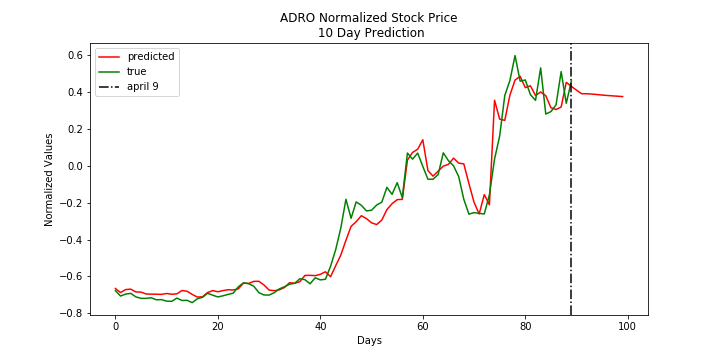 ADRO Normalized Stock Price
10 Day Prediction
predicted
true
april 9
Normalized Values
0.6
0.4
0.2
0.0
−0.2
−0.4
−0.6
−0.8
0 20 40 60 80 100
Days